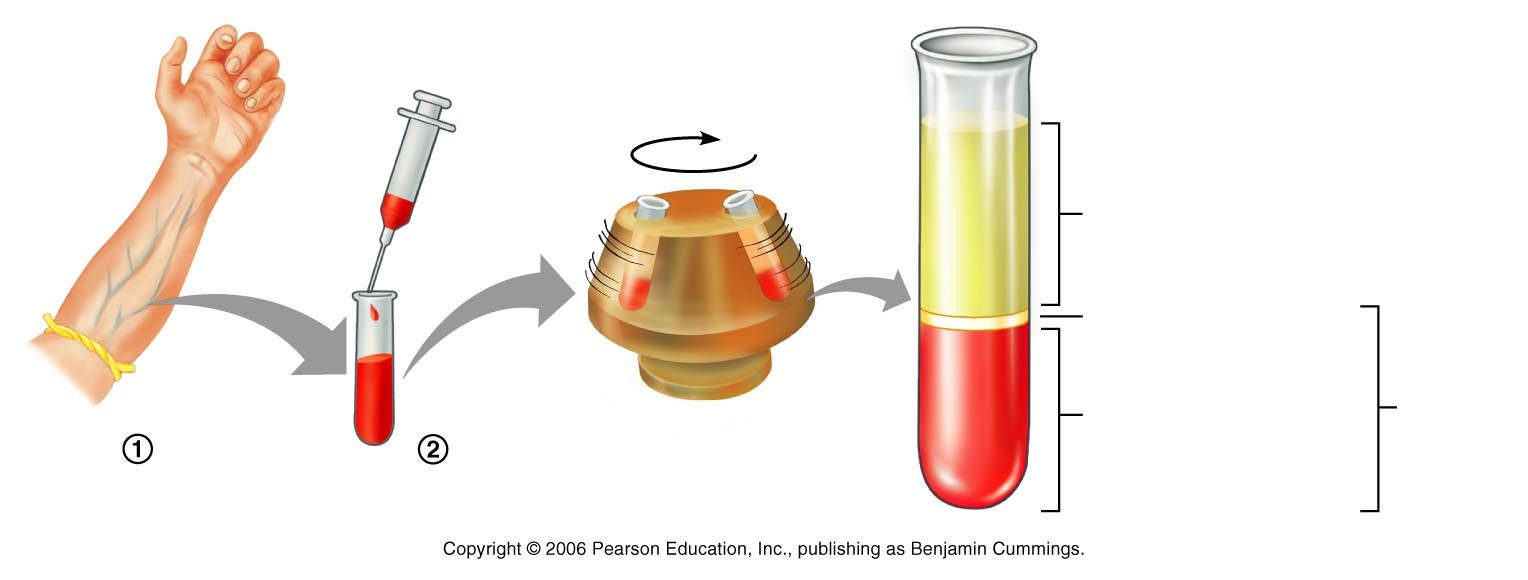 ①
②
Copyright © 2006 Pearson Education, Inc., publishing as Benjamin Cummings.